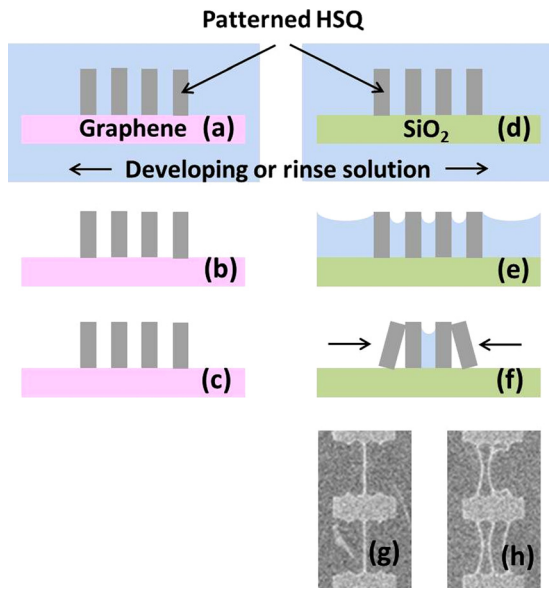 Patterned HSQ
Graphene (a)
SiO₂ (d)
Developing or rinse solution
(b)
(e)
(c)
(f)
(g)
(h)